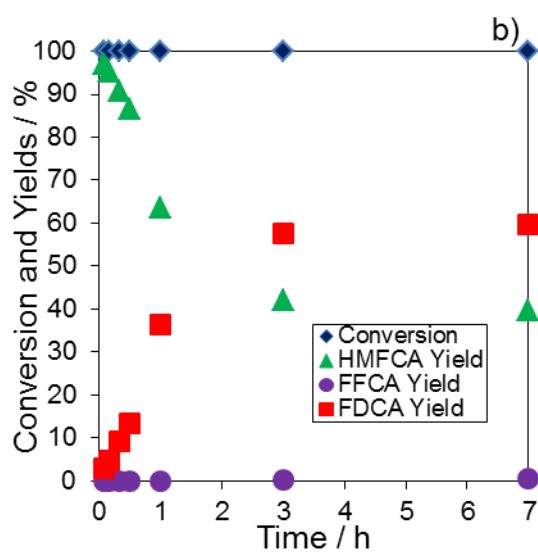 b)
Conversion and Yields / %
100
90
80
70
60
50
40
30
20
10
0
Conversion
HMFCA Yield
FFCA Yield
FDCA Yield
0 1 2 3 4 5 6 7
Time / h